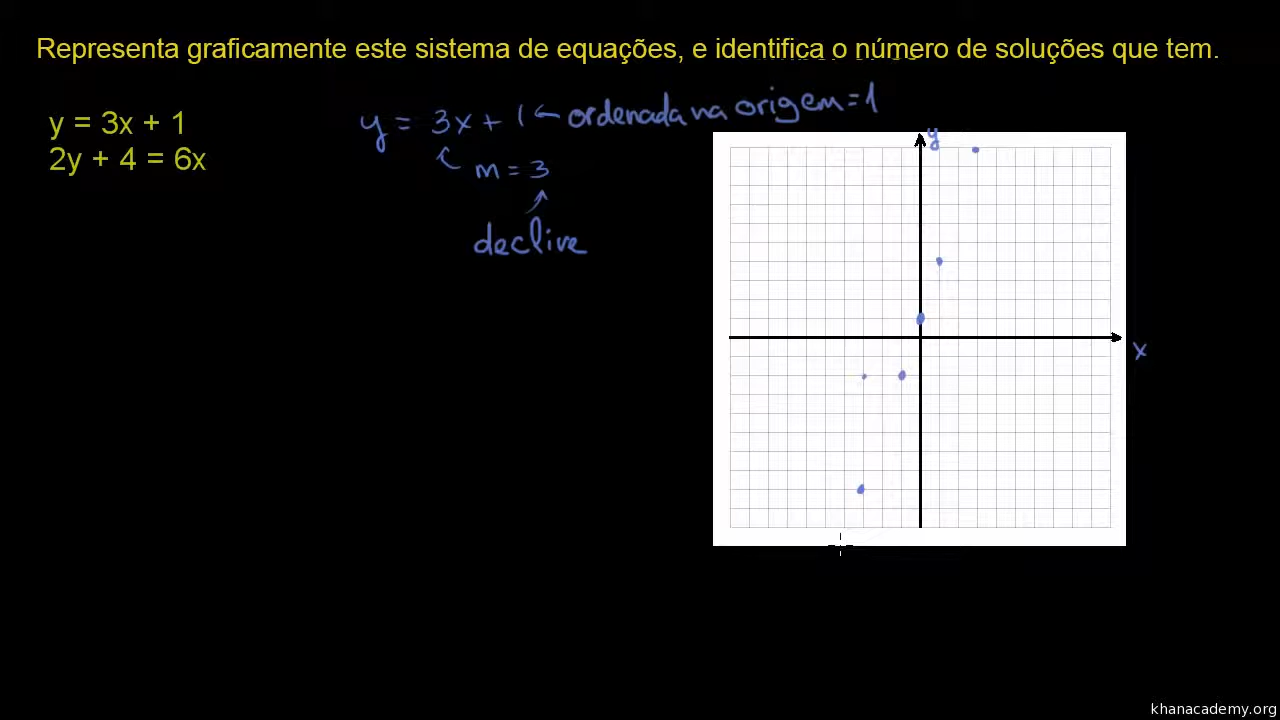 Representa graficamente este sistema de equações, e identifica o número de soluções que tem.
y = 3x + 1
2y + 4 = 6x
y = 3x + 1 ← ordenada na origem = 1
m = 3
declive
y
x
khanacademy.org